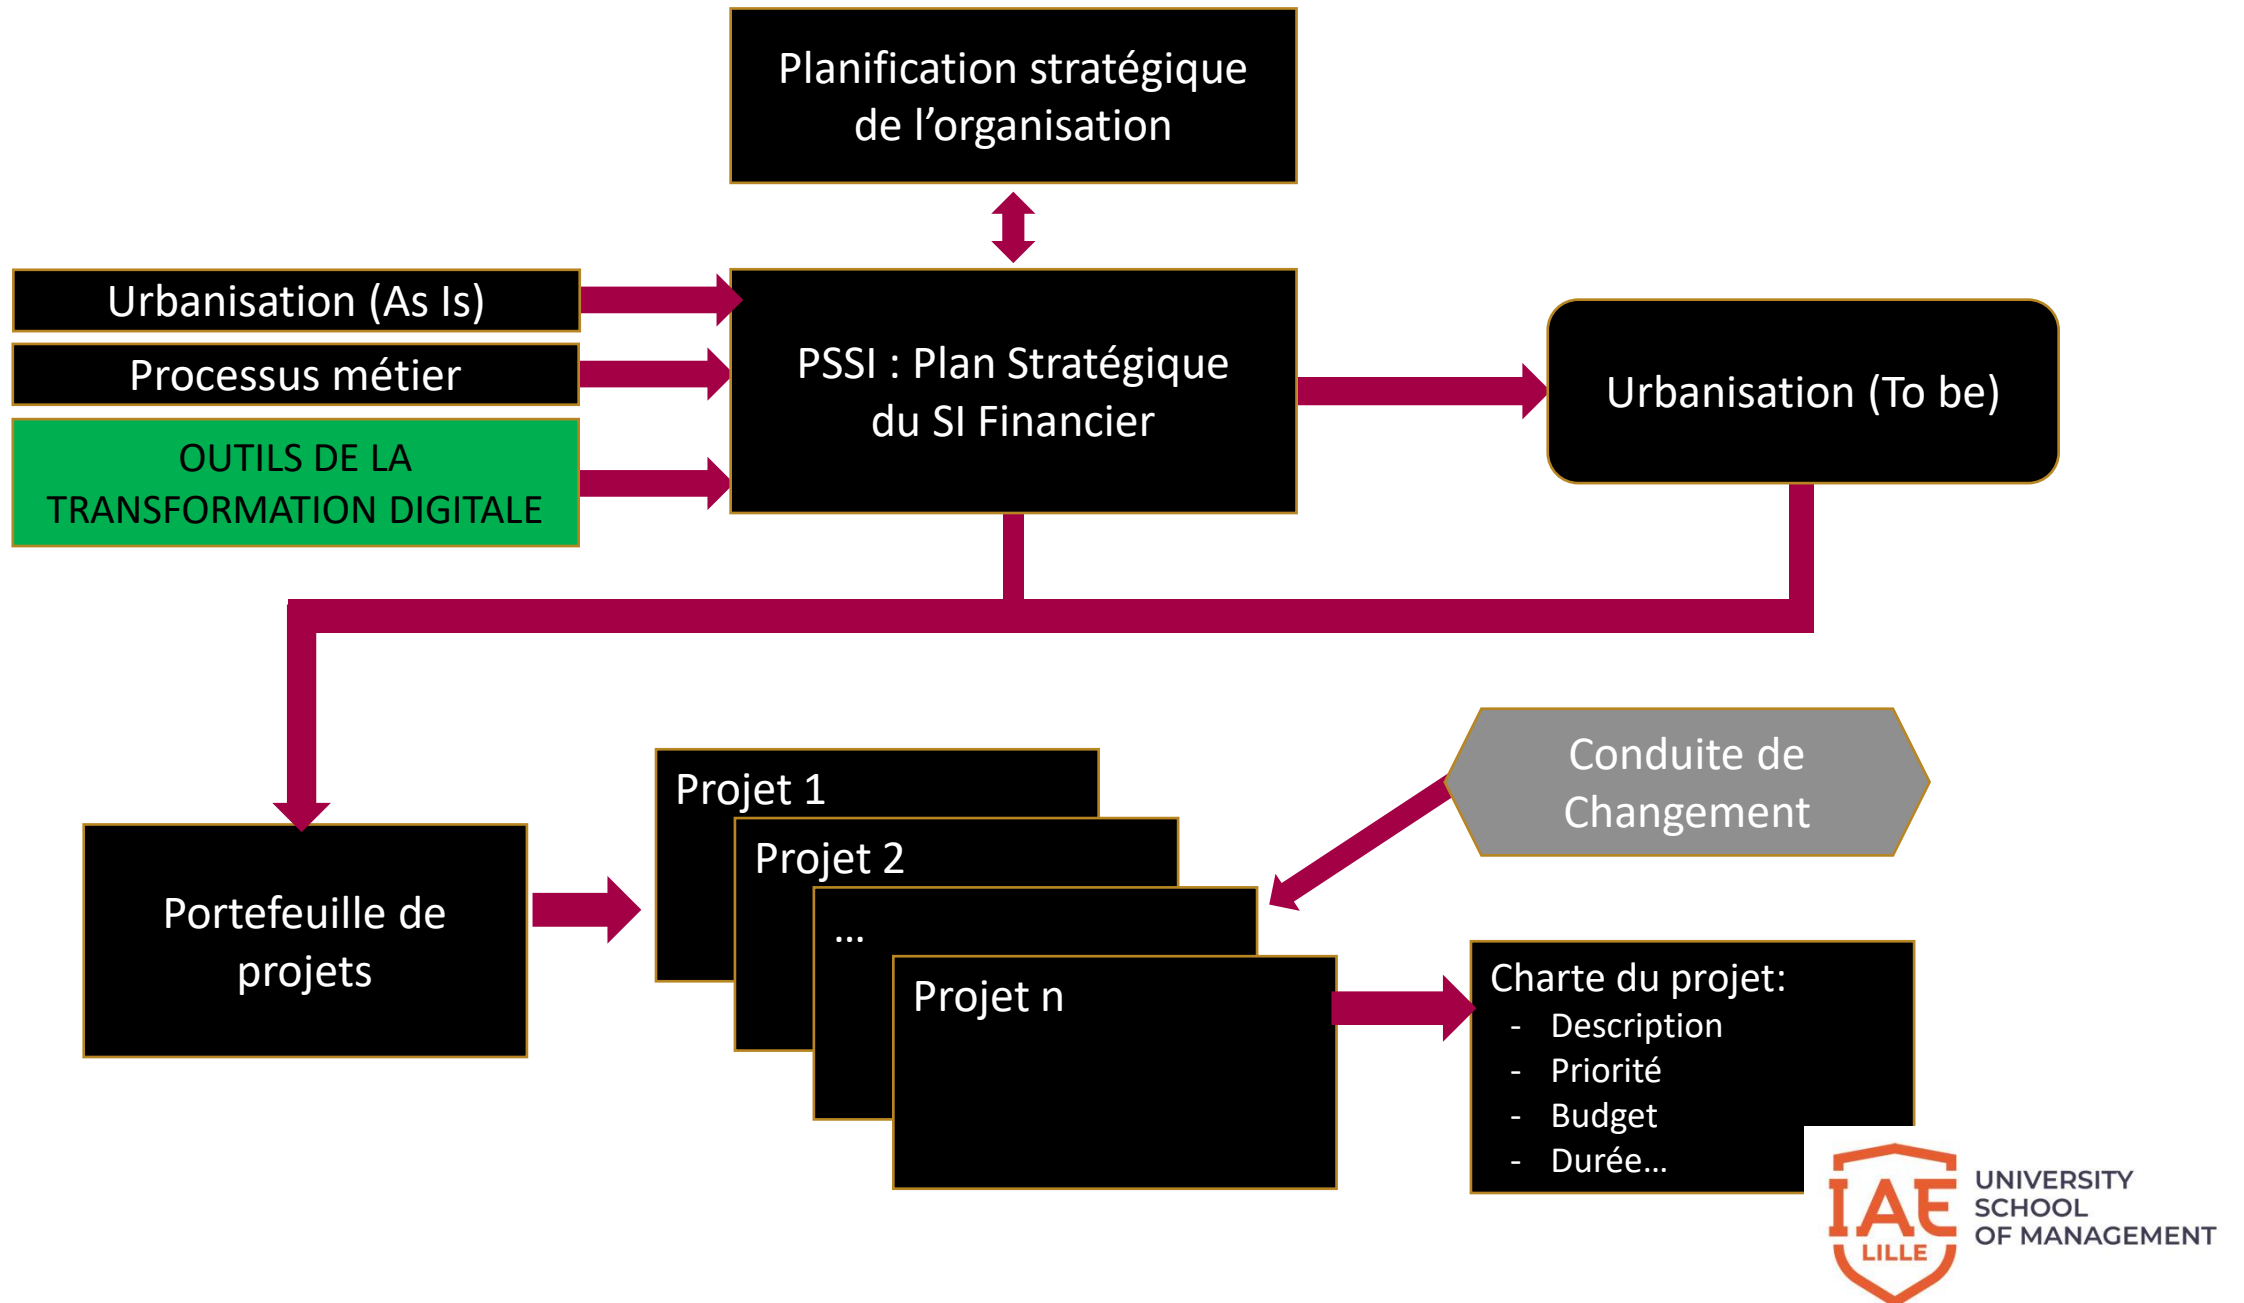 Planification stratégique
de l’organisation
Urbanisation (As Is)
Processus métier
OUTILS DE LA
TRANSFORMATION DIGITALE
PSSI : Plan Stratégique
du SI Financier
Urbanisation (To be)
Portefeuille de
projets
Projet 1
Projet 2
...
Projet n
Conduite de
Changement
Charte du projet:
- Description
- Priorité
- Budget
- Durée...
IAE
LILLE
UNIVERSITY
SCHOOL
OF MANAGEMENT